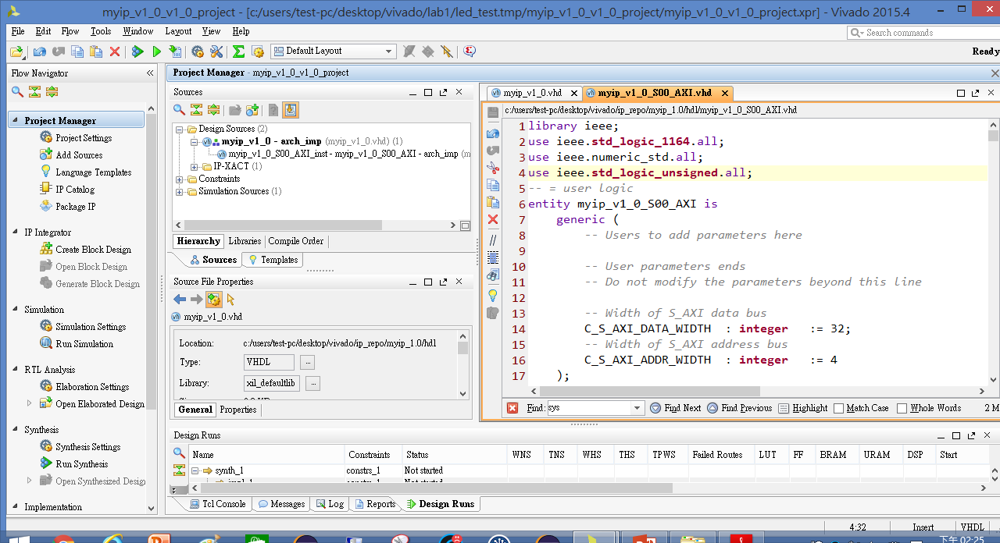 myip_v1_0_v1_0_project - [c:/users/test-pc/desktop/vivado/lab1/led_test.tmp/myip_v1_0_v1_0_project/myip_v1_0_v1_0_project.xpr] - Vivado 2015.4
File Edit Flow Tools Window Layout View Help
Search commands
Default Layout
Ready
Flow Navigator
Project Manager
Project Settings
Add Sources
Language Templates
IP Catalog
Package IP
IP Integrator
Create Block Design
Open Block Design
Generate Block Design
Simulation
Simulation Settings
Run Simulation
RTL Analysis
Elaboration Settings
Open Elaborated Design
Synthesis
Synthesis Settings
Run Synthesis
Open Synthesized Design
Implementation
Project Manager - myip_v1_0_v1_0_project
Sources
Design Sources (2)
myip_v1_0 - arch_imp (myip_v1_0.vhd) (1)
myip_v1_0_S00_AXI_inst - myip_v1_0_S00_AXI - arch_imp (m
IP-XACT (1)
Constraints
Simulation Sources (1)
Hierarchy Libraries Compile Order
Sources Templates
Source File Properties
myip_v1_0.vhd
Location: c:/users/test-pc/desktop/vivado/ip_repo/myip_1.0/hdl
Type: VHDL ...
Library: xil_defaultlib ...
General Properties
myip_v1_0.vhd myip_v1_0_S00_AXI.vhd
c:/users/test-pc/desktop/vivado/ip_repo/myip_1.0/hdl/myip_v1_0_S00_AXI.vhd
1 library ieee;
2 use ieee.std_logic_1164.all;
3 use ieee.numeric_std.all;
4 use ieee.std_logic_unsigned.all;
5 -- = user logic
6 entity myip_v1_0_S00_AXI is
7 generic (
8 -- Users to add parameters here
9
10 -- User parameters ends
11 -- Do not modify the parameters beyond this line
12
13 -- Width of S_AXI data bus
14 C_S_AXI_DATA_WIDTH : integer := 32;
15 -- Width of S_AXI address bus
16 C_S_AXI_ADDR_WIDTH : integer := 4
17 );
Find: sys Find Next Find Previous Highlight Match Case Whole Words 2 M
Design Runs
Name Constraints Status WNS TNS WHS THS TPWS Failed Routes LUT FF BRAM URAM DSP Start
synth_1 constrs_1 Not started
Tcl Console Messages Log Reports Design Runs
4:32 Insert VHDL
下午 02:25